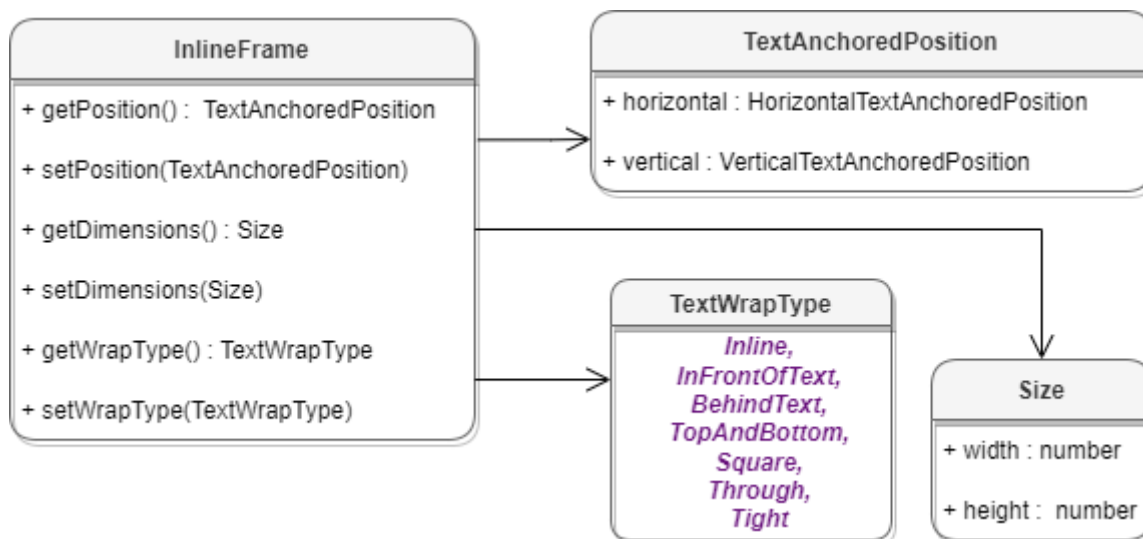 InlineFrame
+ getPosition() : TextAnchoredPosition
+ setPosition(TextAnchoredPosition)
+ getDimensions() : Size
+ setDimensions(Size)
+ getWrapType() : TextWrapType
+ setWrapType(TextWrapType)
TextAnchoredPosition
+ horizontal : HorizontalTextAnchoredPosition
+ vertical : VerticalTextAnchoredPosition
TextWrapType
Inline,
InFrontOfText,
BehindText,
TopAndBottom,
Square,
Through,
Tight
Size
+ width : number
+ height : number